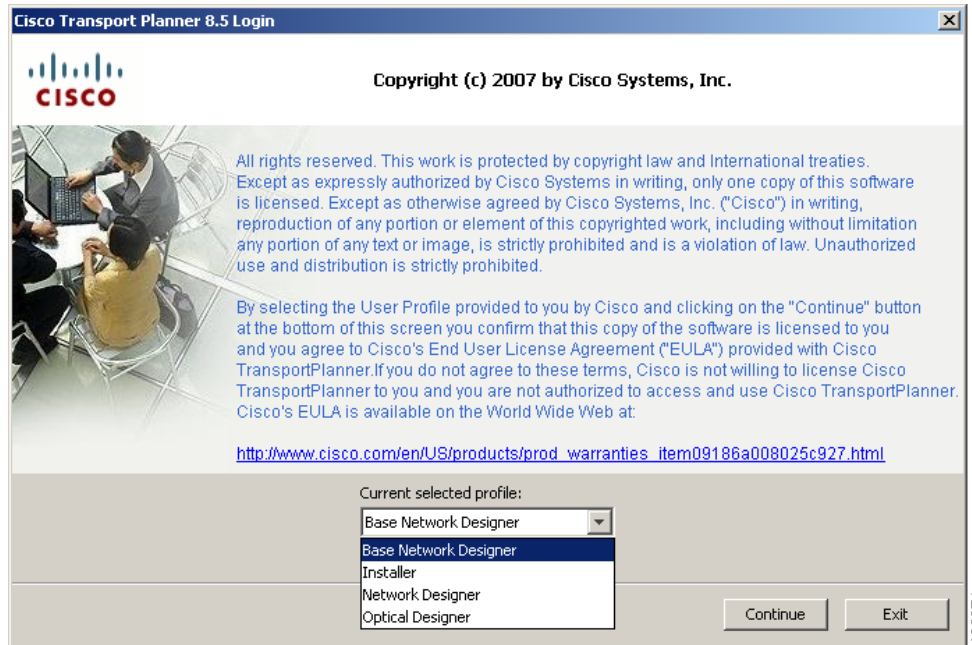 Cisco Transport Planner 8.5 Login
CISCO
Copyright (c) 2007 by Cisco Systems, Inc.
All rights reserved. This work is protected by copyright law and International treaties.
Except as expressly authorized by Cisco Systems in writing, only one copy of this software
is licensed. Except as otherwise agreed by Cisco Systems, Inc. ("Cisco") in writing,
reproduction of any portion or element of this copyrighted work, including without limitation
any portion of any text or image, is strictly prohibited and is a violation of law. Unauthorized
use and distribution is strictly prohibited.
By selecting the User Profile provided to you by Cisco and clicking on the "Continue" button
at the bottom of this screen you confirm that this copy of the software is licensed to you
and you agree to Cisco's End User License Agreement ("EULA") provided with Cisco
TransportPlanner.If you do not agree to these terms, Cisco is not willing to license Cisco
TransportPlanner to you and you are not authorized to access and use Cisco TransportPlanner.
Cisco's EULA is available on the World Wide Web at:
http://www.cisco.com/en/US/products/prod_warranties_item09186a008025c927.html
Current selected profile:
Base Network Designer
Base Network Designer
Installer
Network Designer
Optical Designer
Continue
Exit